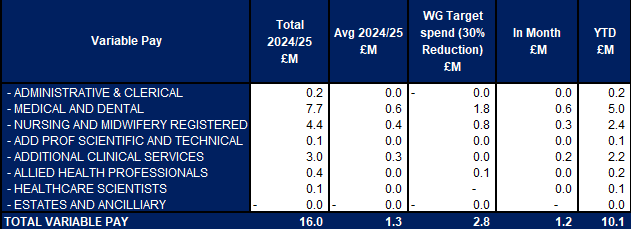 Variable Pay Total 2024/25 £M Avg 2024/25 £M WG Target spend (30% Reduction) £M In Month £M YTD £M
- ADMINISTRATIVE & CLERICAL 0.2 0.0 - 0.0 0.0 0.2
- MEDICAL AND DENTAL 7.7 0.6 1.8 0.6 5.0
- NURSING AND MIDWIFERY REGISTERED 4.4 0.4 0.8 0.3 2.4
- ADD PROF SCIENTIFIC AND TECHNICAL 0.1 0.0 0.0 0.0 0.1
- ADDITIONAL CLINICAL SERVICES 3.0 0.3 0.0 0.2 2.2
- ALLIED HEALTH PROFESSIONALS 0.4 0.0 0.1 0.0 0.2
- HEALTHCARE SCIENTISTS 0.1 0.0 - 0.0 0.1
- ESTATES AND ANCILLIARY - 0.0 - 0.0 - 0.0 - 0.0
TOTAL VARIABLE PAY 16.0 1.3 2.8 1.2 10.1